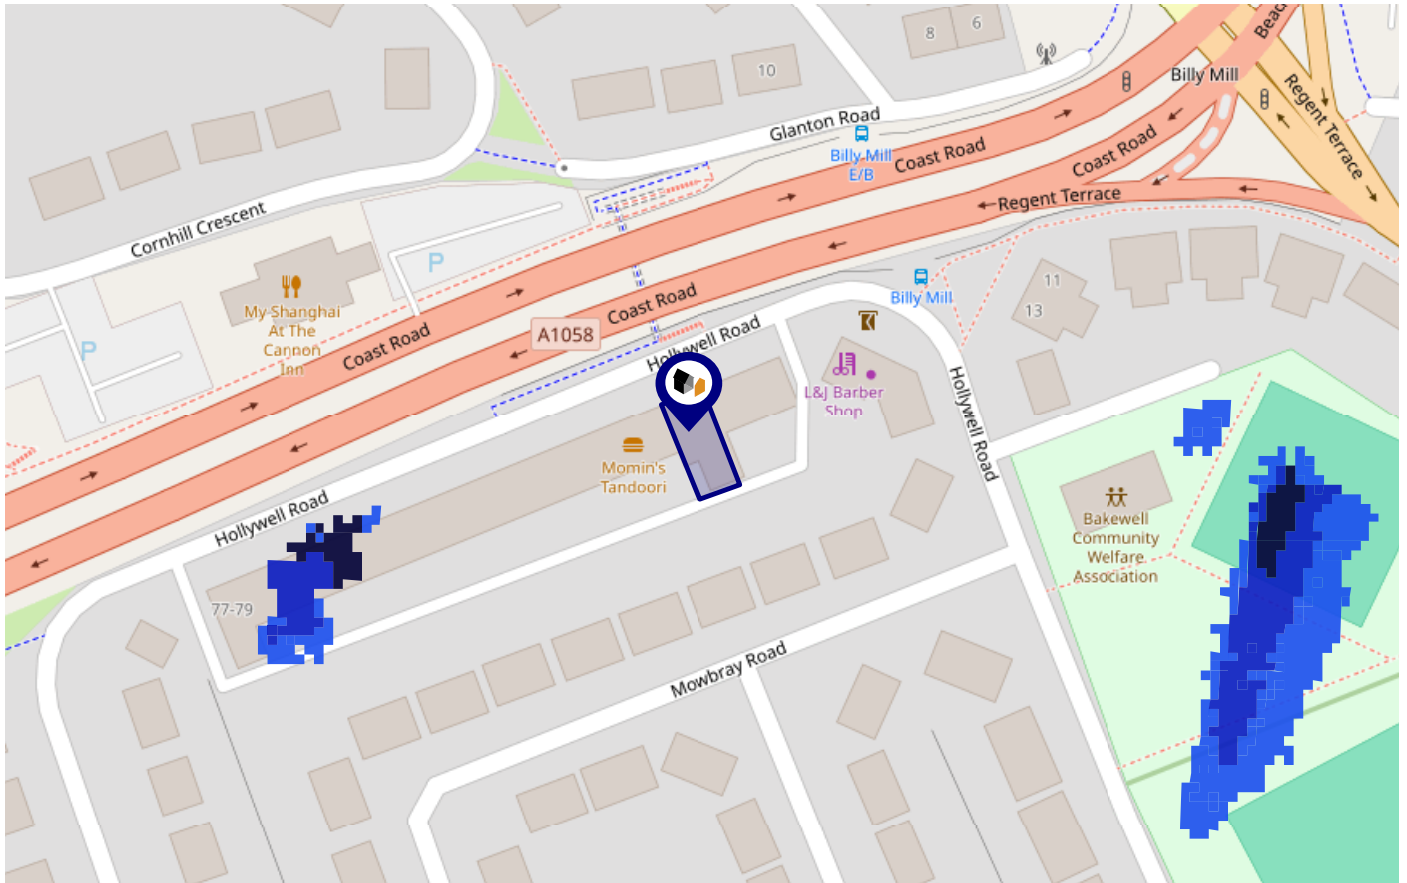 6
8
10
Billy Mill
Beac
Regent Terrace
Glanton Road
Billy Mill
E/B
Coast Road
Coast Road
Regent Terrace
Cornhill Crescent
P
My Shanghai
At The
Cannon
Inn
P
Coast Road
Coast Road
A1058
Billy Mill
11
13
Hollywell Road
L&J Barber
Shop
Hollywell Road
Momin's
Tandoori
Hollywell Road
Bakewell
Community
Welfare
Association
77-79
Mowbray Road